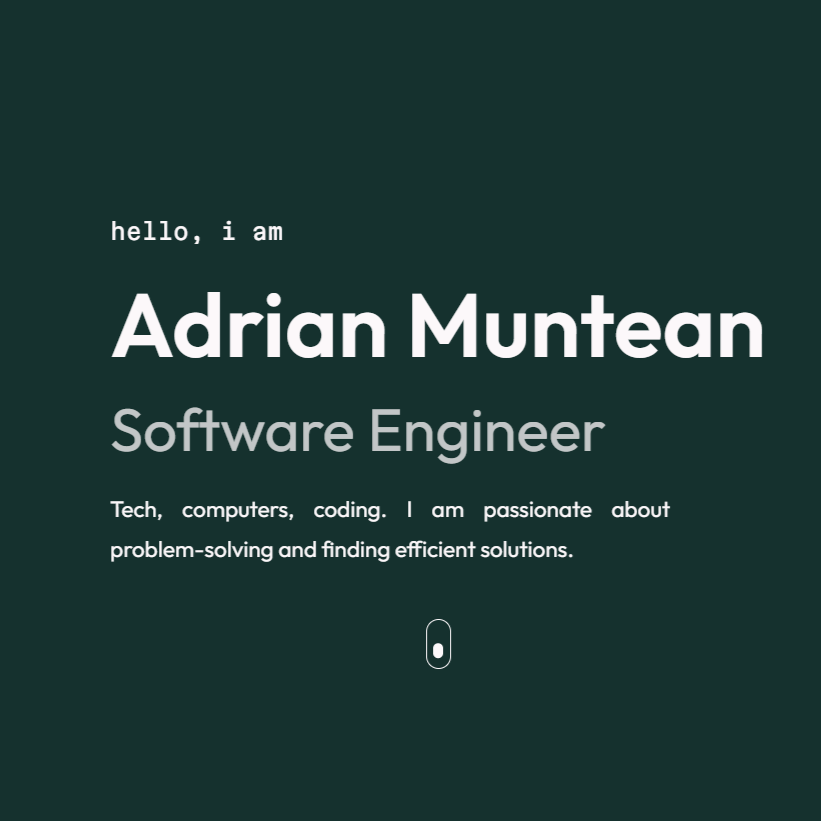 hello, i am
Adrian Muntean
Software Engineer
Tech, computers, coding. I am passionate about
problem-solving and finding efficient solutions.